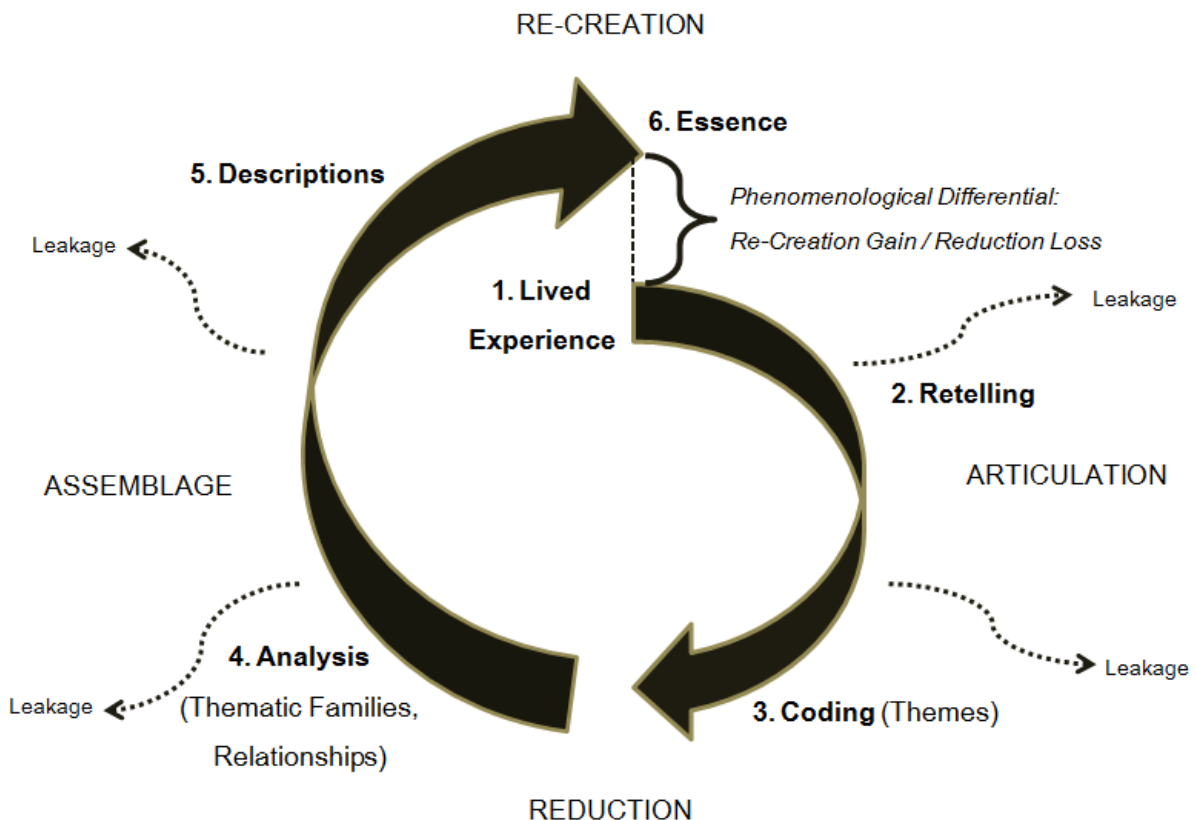 RE-CREATION
6. Essence
5. Descriptions
Phenomenological Differential:
Re-Creation Gain / Reduction Loss
Leakage
1. Lived
Experience
Leakage
2. Retelling
ASSEMBLAGE
ARTICULATION
4. Analysis
(Thematic Families,
Relationships)
Leakage
Leakage
3. Coding (Themes)
REDUCTION